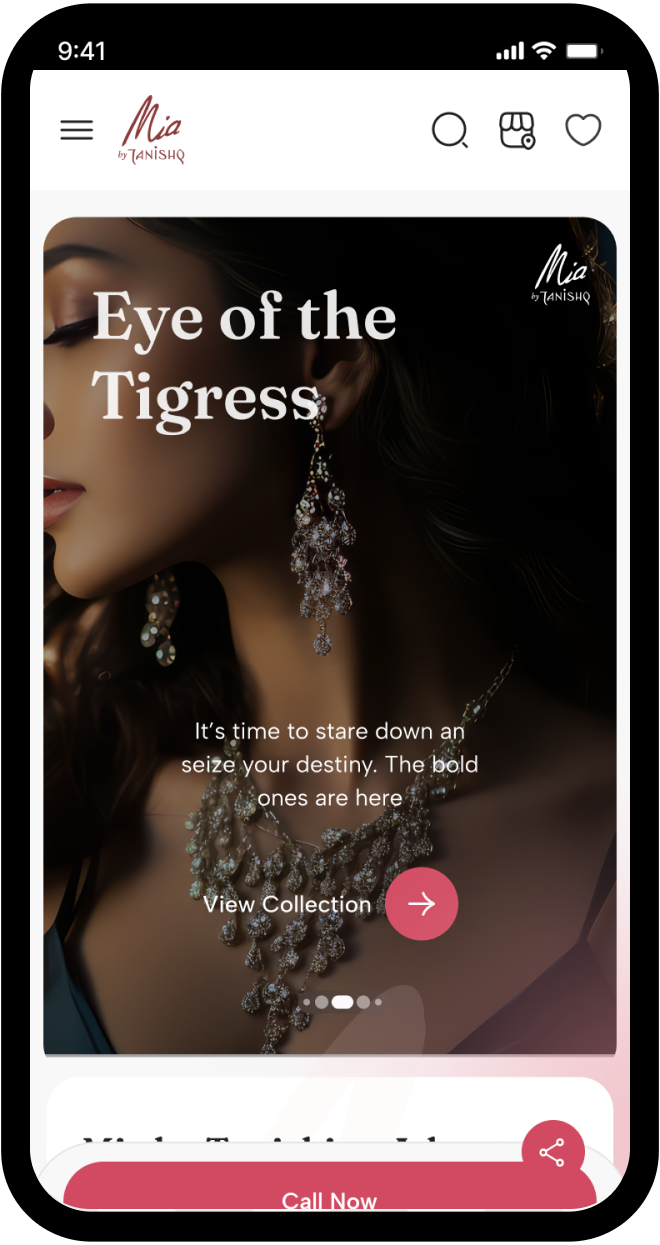 9:41
Mia
by TANISHQ
Mia
by TANISHQ
Eye of the
Tigress
It’s time to stare down an
seize your destiny. The bold
ones are here
View Collection
Call Now